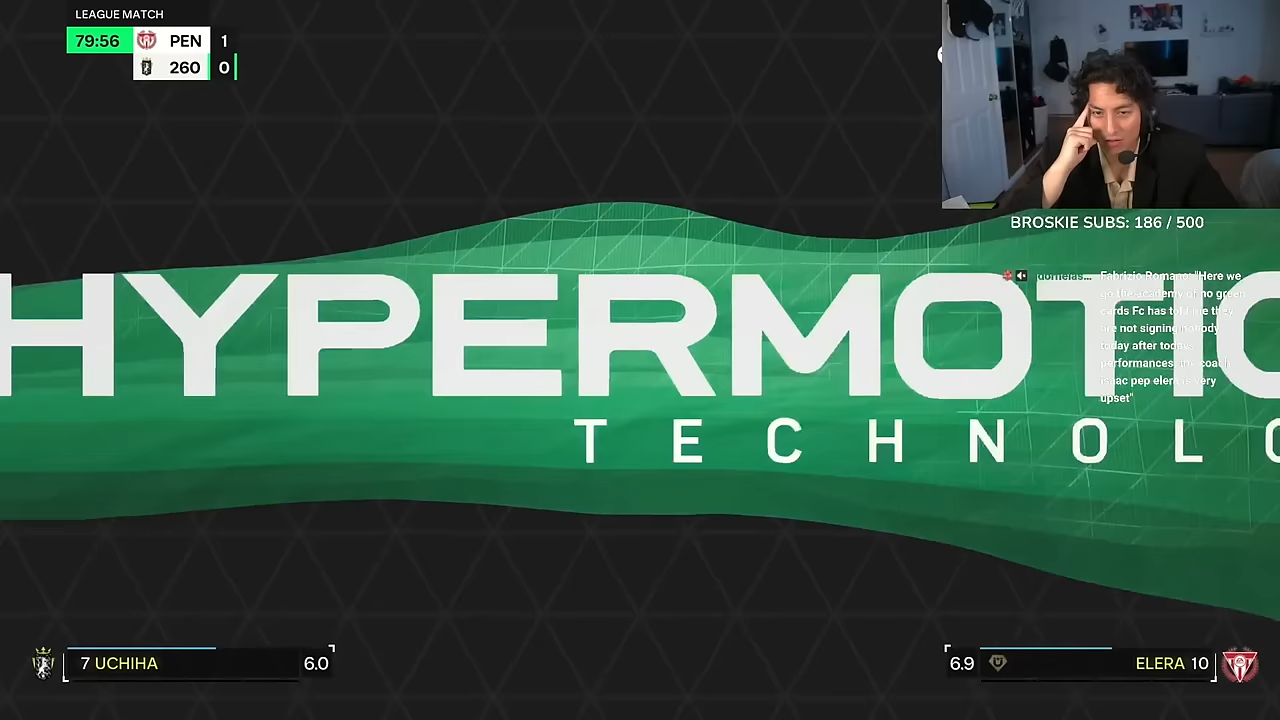 LEAGUE MATCH
79:56 PEN 1
260 0
BROSKIE SUBS: 186 / 500
HYPERMOTIO
TECHNOLO
Fabrizio Romano: "Here we
go the academy of no green
cards Fc has told me they
are not signing nobody
today after todays
performances the coach
isaac pep elera is very
upset"
7 UCHIHA 6.0
6.9 ELERA 10